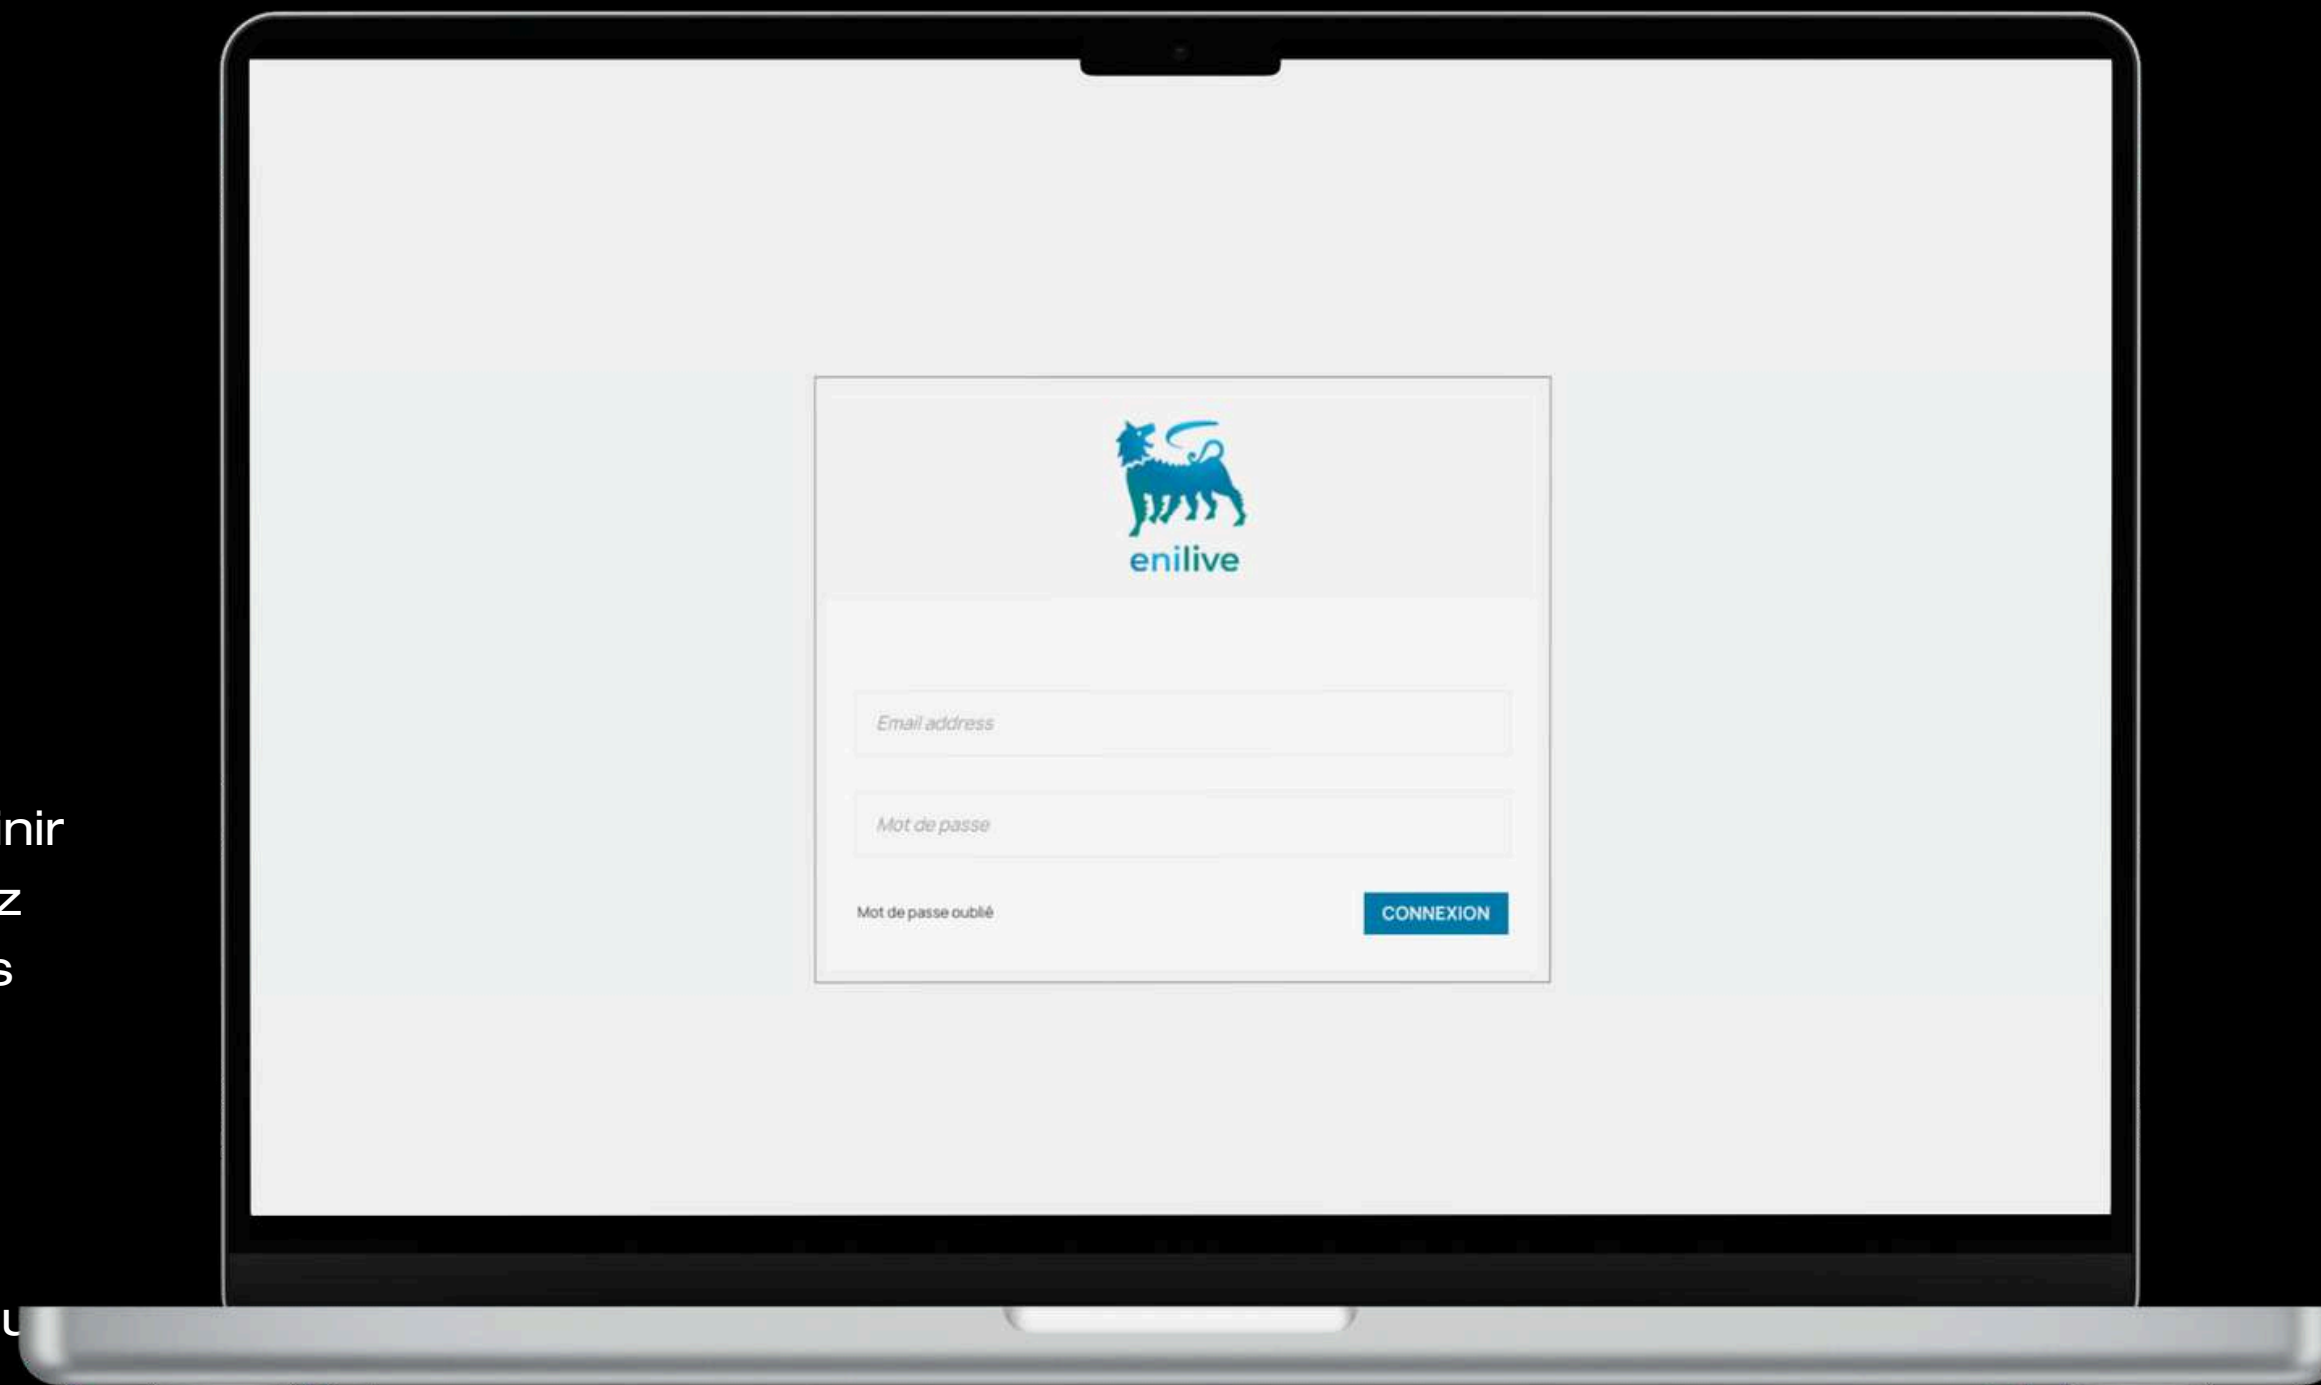 enilive
Email address
Mot de passe
Mot de passe oublié
CONNEXION